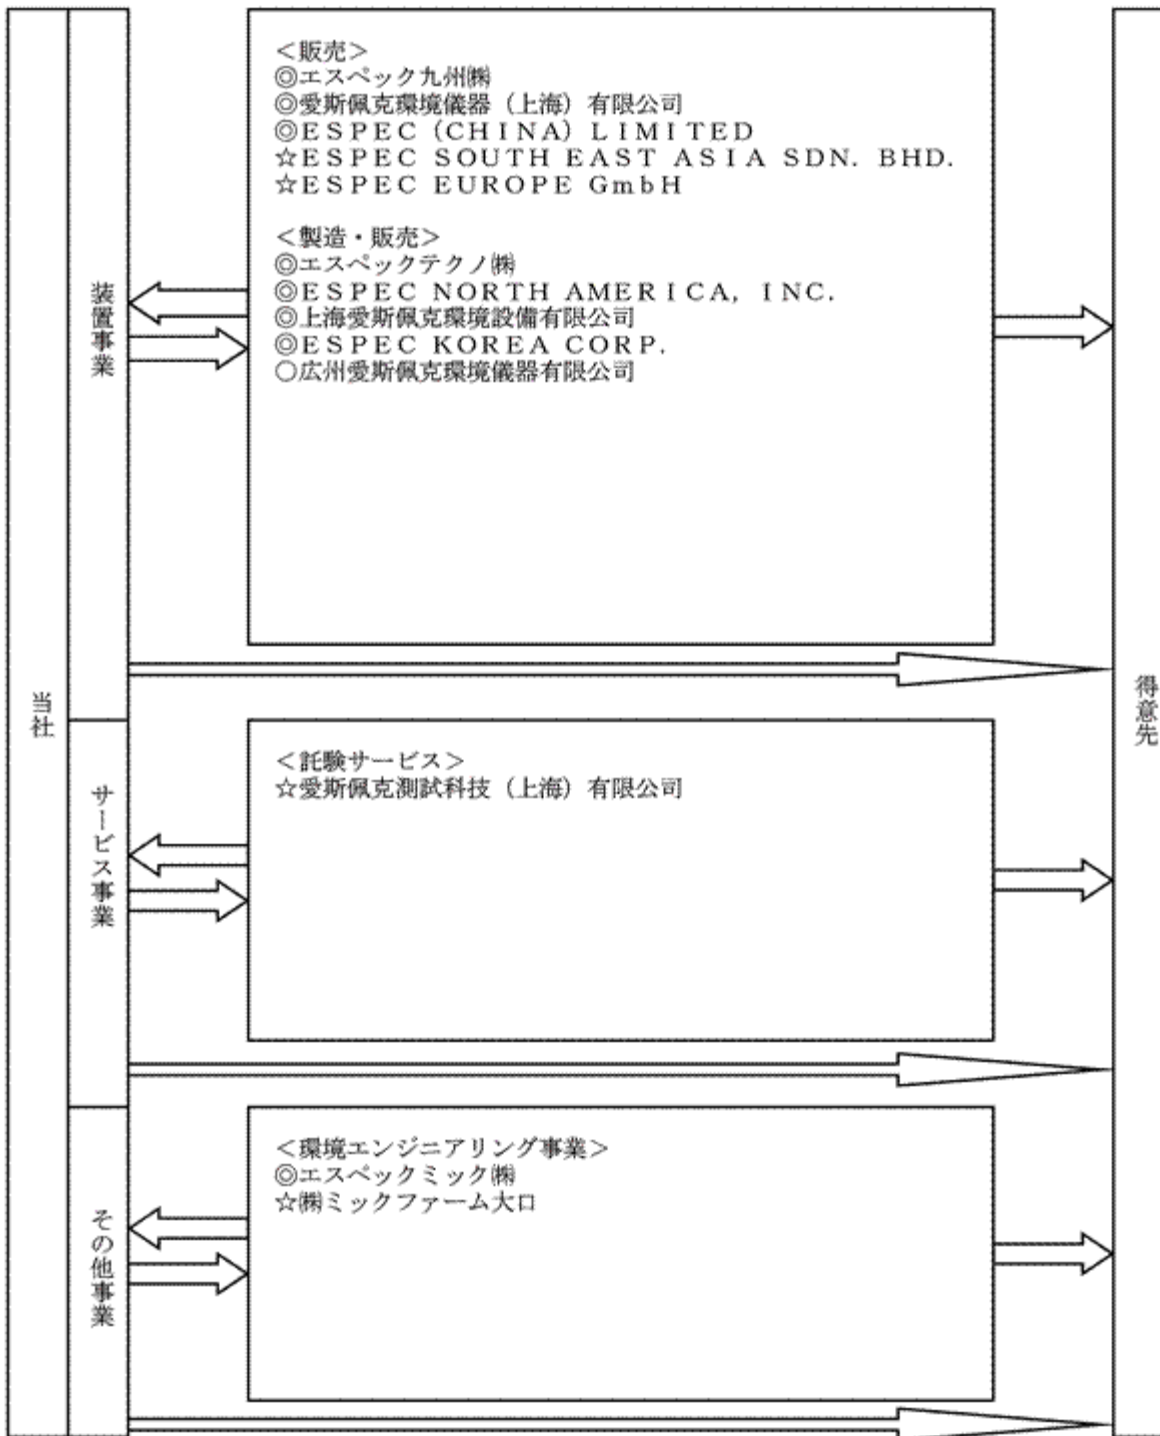 当社
装置事業
＜販売＞
◎エスペック九州㈱
◎愛斯佩克環境儀器（上海）有限公司
◎ＥＳＰＥＣ（ＣＨＩＮＡ）ＬＩＭＩＴＥＤ
☆ＥＳＰＥＣ ＳＯＵＴＨ ＥＡＳＴ ＡＳＩＡ ＳＤＮ．ＢＨＤ．
☆ＥＳＰＥＣ ＥＵＲＯＰＥ ＧｍｂＨ
＜製造・販売＞
◎エスペックテクノ㈱
◎ＥＳＰＥＣ ＮＯＲＴＨ ＡＭＥＲＩＣＡ，ＩＮＣ．
◎上海愛斯佩克環境設備有限公司
◎ＥＳＰＥＣ ＫＯＲＥＡ ＣＯＲＰ．
○広州愛斯佩克環境儀器有限公司
サービス事業
＜託験サービス＞
☆愛斯佩克測試科技（上海）有限公司
その他事業
＜環境エンジニアリング事業＞
◎エスペックミック㈱
☆㈱ミックファーム大口
得意先